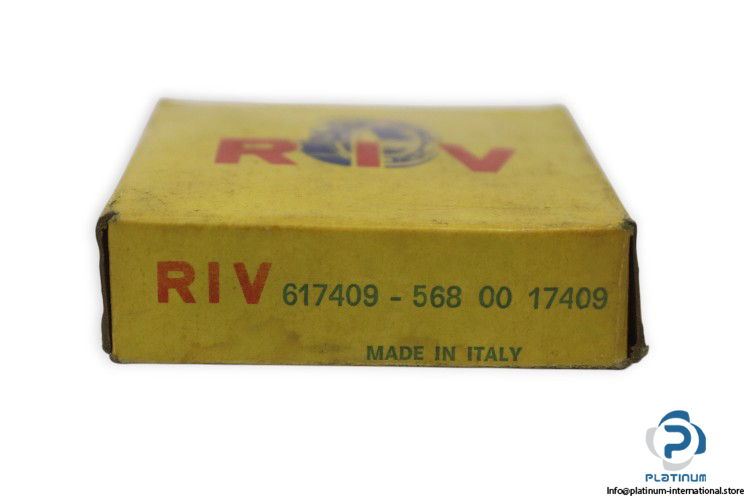 RIV
RIV 617409 - 568 00 17409
MADE IN ITALY
PLATINUM
Info@platinum-international.store